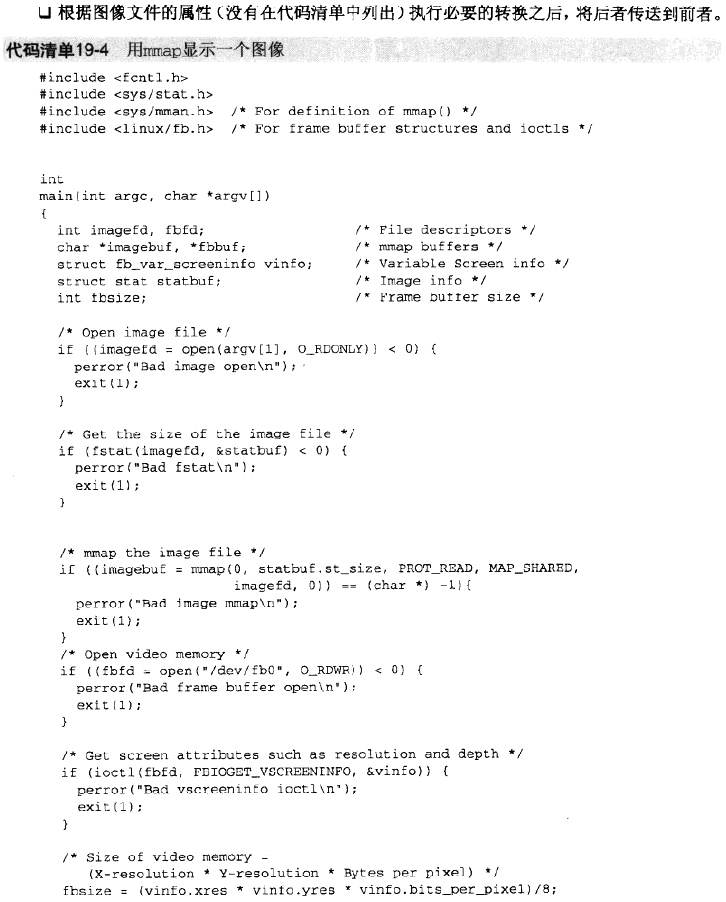 ❑ 根据图像文件的属性（没有在代码清单中列出）执行必要的转换之后，将后者传送到前者。
代码清单19-4 用mmap显示一个图像
#include <fcntl.h>
#include <sys/stat.h>
#include <sys/mman.h> /* For definition of mmap() */
#include <linux/fb.h> /* For frame buffer structures and ioctls */
int
main(int argc, char *argv[])
{
int imagefd, fbfd; /* File descriptors */
char *imagebuf, *fbbuf; /* mmap buffers */
struct fb_var_screeninfo vinfo; /* Variable Screen info */
struct stat statbuf; /* Image info */
int fbsize; /* Frame buffer size */
/* Open image file */
if ((imagefd = open(argv[1], O_RDONLY)) < 0) {
perror("Bad image open\n");
exit(1);
}
/* Get the size of the image file */
if (fstat(imagefd, &statbuf) < 0) {
perror("Bad fstat\n");
exit(1);
}
/* mmap the image file */
if ((imagebuf = mmap(0, statbuf.st_size, PROT_READ, MAP_SHARED,
imagefd, 0)) == (char *) -1){
perror("Bad image mmap\n");
exit(1);
}
/* Open video memory */
if ((fbfd = open("/dev/fb0", O_RDWR)) < 0) {
perror("Bad frame buffer open\n");
exit(1);
}
/* Get screen attributes such as resolution and depth */
if (ioctl(fbfd, FBIOGET_VSCREENINFO, &vinfo)) {
perror("Bad vscreeninfo ioctl\n");
exit(1);
}
/* Size of video memory =
(X-resolution * Y-resolution * Bytes per pixel) */
fbsize = (vinfo.xres * vinfo.yres * vinfo.bits_per_pixel)/8;